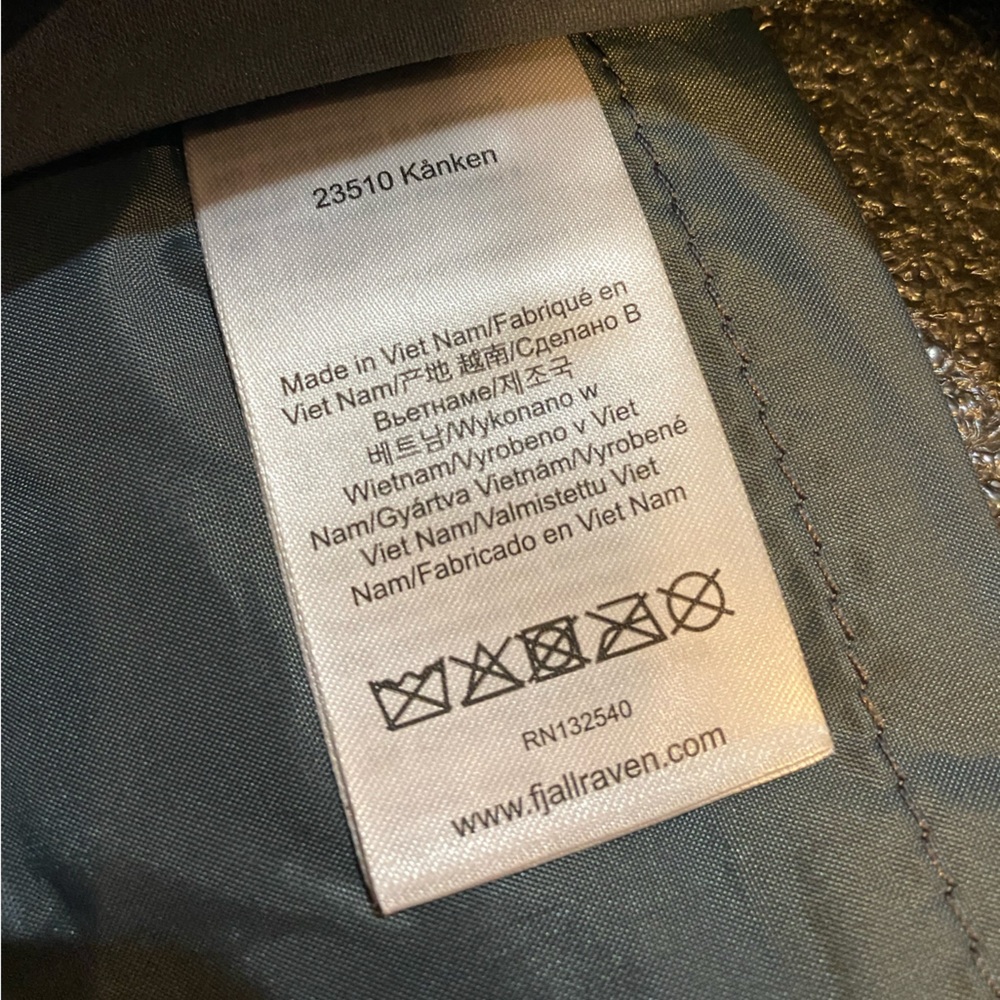 23510 Kånken
Made in Viet Nam/Fabriqué en
Viet Nam/产地 越南/Сделано В
Вьетнаме/제조국
베트남/Wykonano w
Wietnam/Vyrobeno v Viet
Nam/Gyártva Vietnám/Vyrobené
Viet Nam/Valmistettu Viet
Nam/Fabricado en Viet Nam
RN132540
www.fjallraven.com